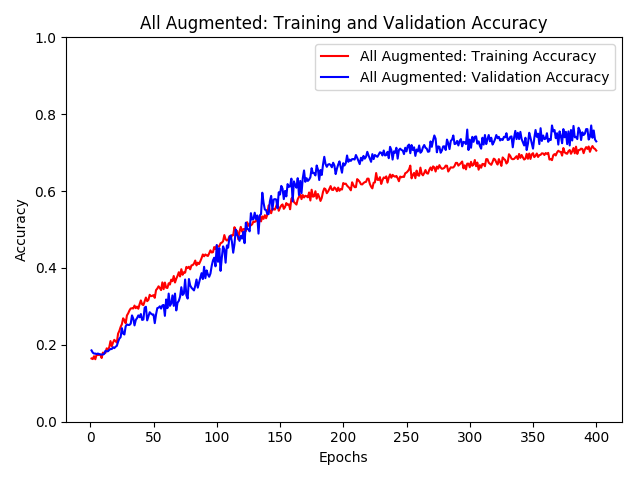 All Augmented: Training and Validation Accuracy
All Augmented: Training Accuracy
All Augmented: Validation Accuracy
Accuracy
1.0
0.8
0.6
0.4
0.2
0.0
0 50 100 150 200 250 300 350 400
Epochs